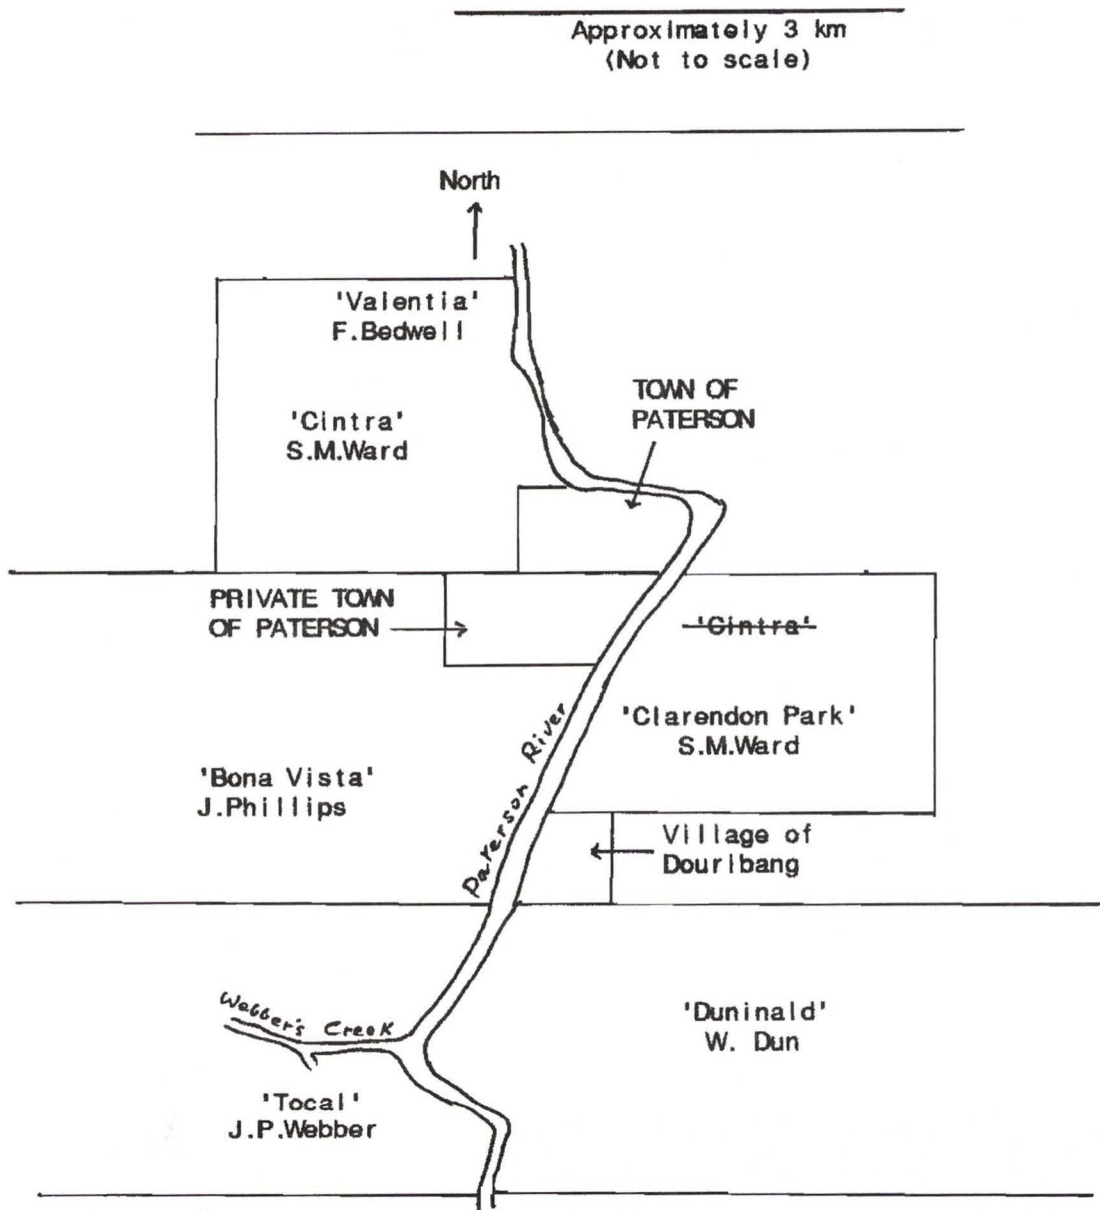 Approximately 3 km
(Not to scale)
North
'Valentia'
F.Bedwell
'Cintra'
S.M.Ward
TOWN OF
PATERSON
PRIVATE TOWN
OF PATERSON
'Cintra'
'Clarendon Park'
S.M.Ward
Paterson River
'Bona Vista'
J.Phillips
Village of
Douribang
Webber's Creek
'Duninald'
W. Dun
'Tocal'
J.P.Webber